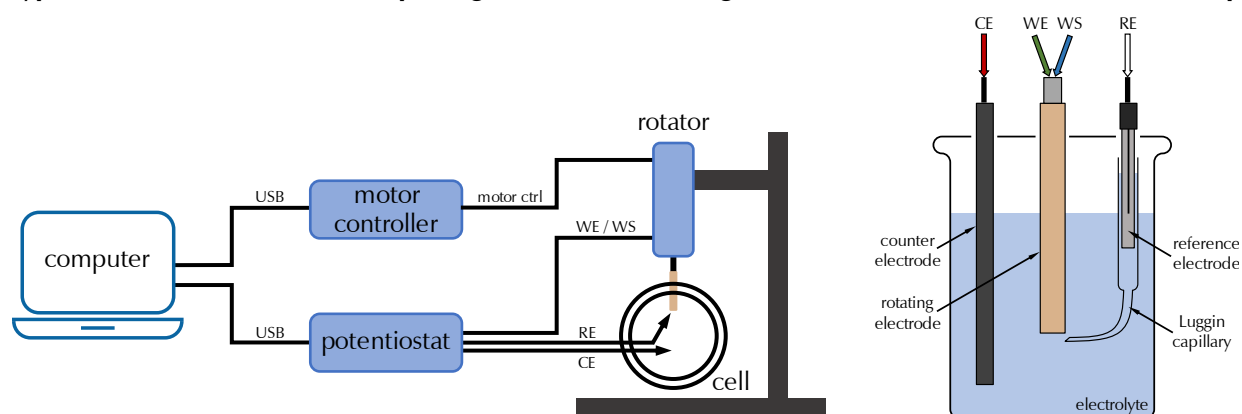 CE
WE
WS
RE
rotator
USB
motor
controller
motor ctrl
computer
WE / WS
USB
potentiostat
RE
CE
cell
counter
electrode
rotating
electrode
reference
electrode
Luggin
capillary
electrolyte